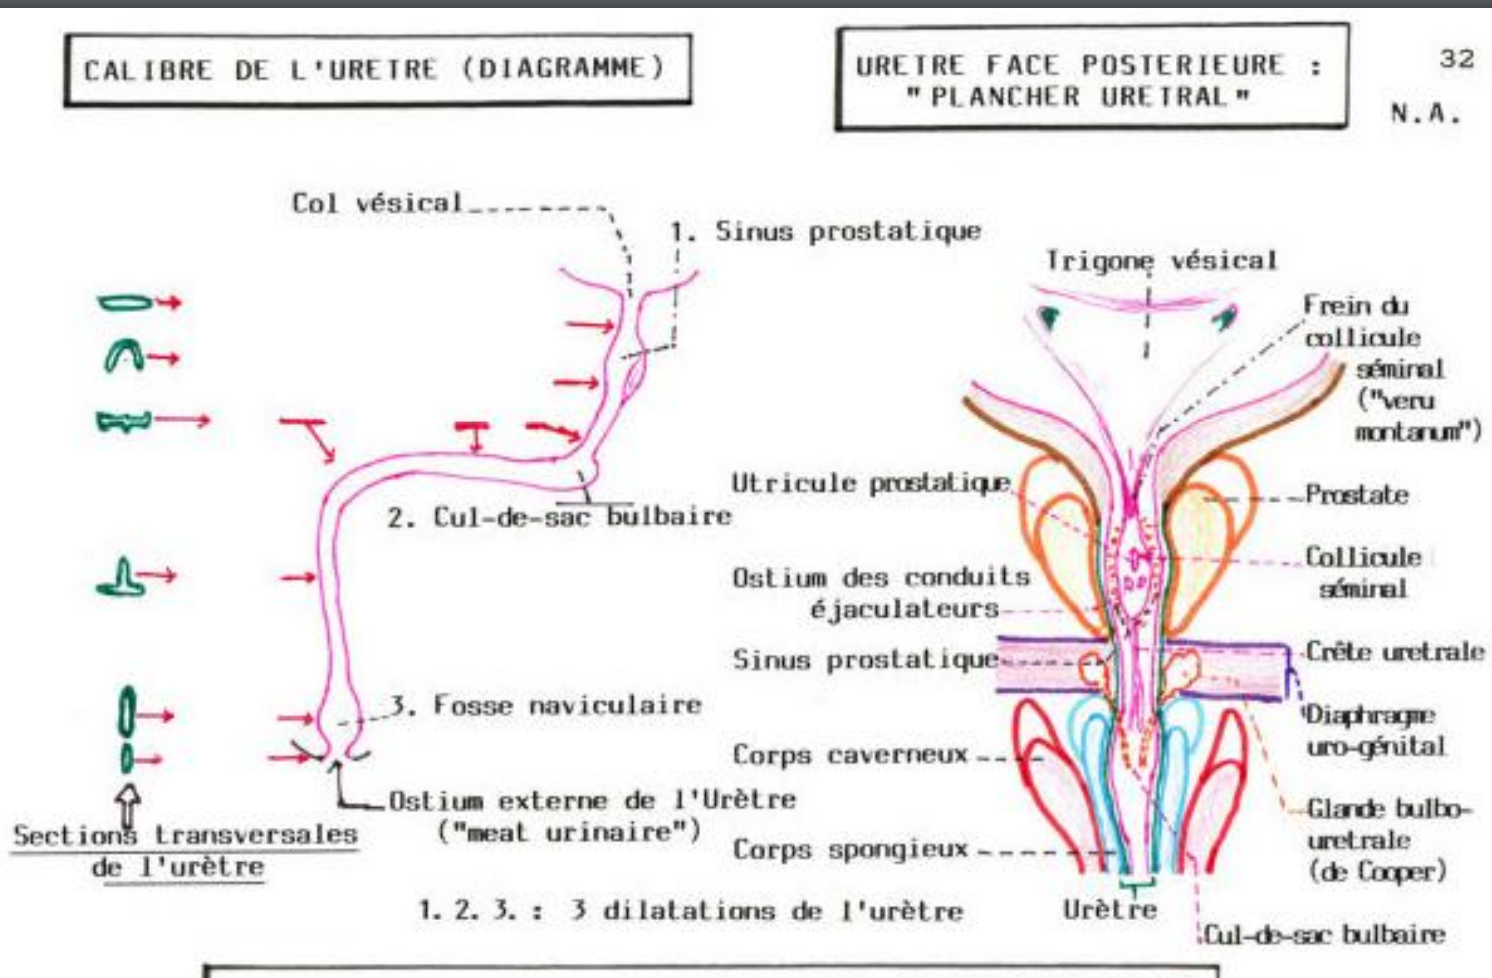 CALIBRE DE L'URETRE (DIAGRAMME)
URETRE FACE POSTERIEURE :
"PLANCHER URETRAL"
32
N.A.
Col vésical
1. Sinus prostatique
2. Cul-de-sac bulbaire
3. Fosse naviculaire
Ostium externe de l'Urètre
("meat urinaire")
Sections transversales
de l'urètre
1. 2. 3. : 3 dilatations de l'urètre
Trigone vésical
Frein du
collicule
séminal
("veru
montanum")
Utricule prostatique
Prostate
Collicule
séminal
Ostium des conduits
éjaculateurs
Sinus prostatique
Crête uretrale
Diaphragme
uro-génital
Corps caverneux
Glande bulbo-
uretrale
(de Cooper)
Corps spongieux
Urètre
Cul-de-sac bulbaire